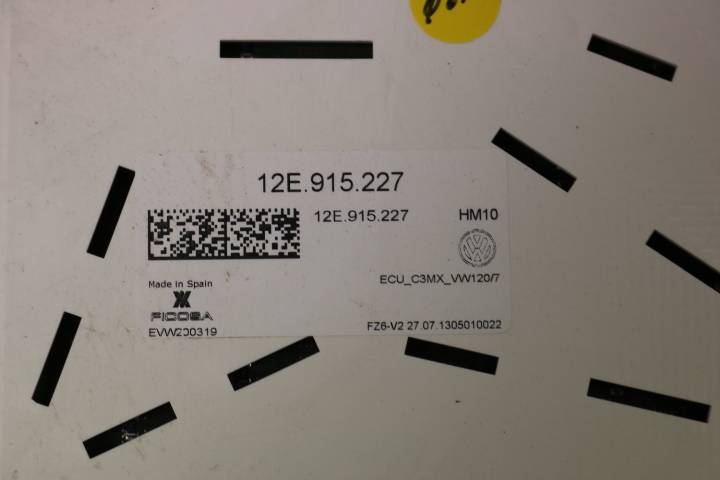 12E.915.227
12E.915.227 HM10
ECU_C3MX_VW120/7
Made in Spain
FICOSA
EVW200319
FZ6-V2 27.07.1305010022